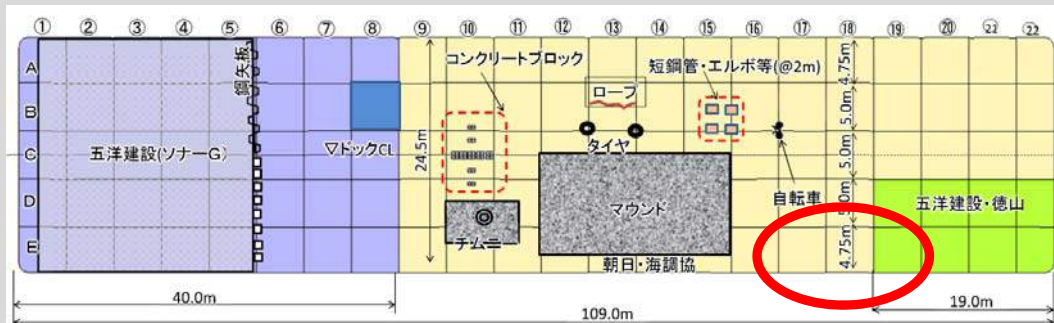 ① ② ③ ④ ⑤ ⑥ ⑦ ⑧ ⑨ ⑩ ⑪ ⑫ ⑬ ⑭ ⑮ ⑯ ⑰ ⑱ ⑲ ⑳ ㉑ ㉒
A
B
C
D
E
鋼矢板
五洋建設(ソナーG)
▽ドックCL
24.5m
コンクリートブロック
チムニー
ロープ
タイヤ
マウンド
朝日・海調協
短鋼管・エルボ等(@2m)
自転車
4.75m
5.0m
5.0m
5.0m
4.75m
五洋建設・徳山
40.0m
19.0m
109.0m